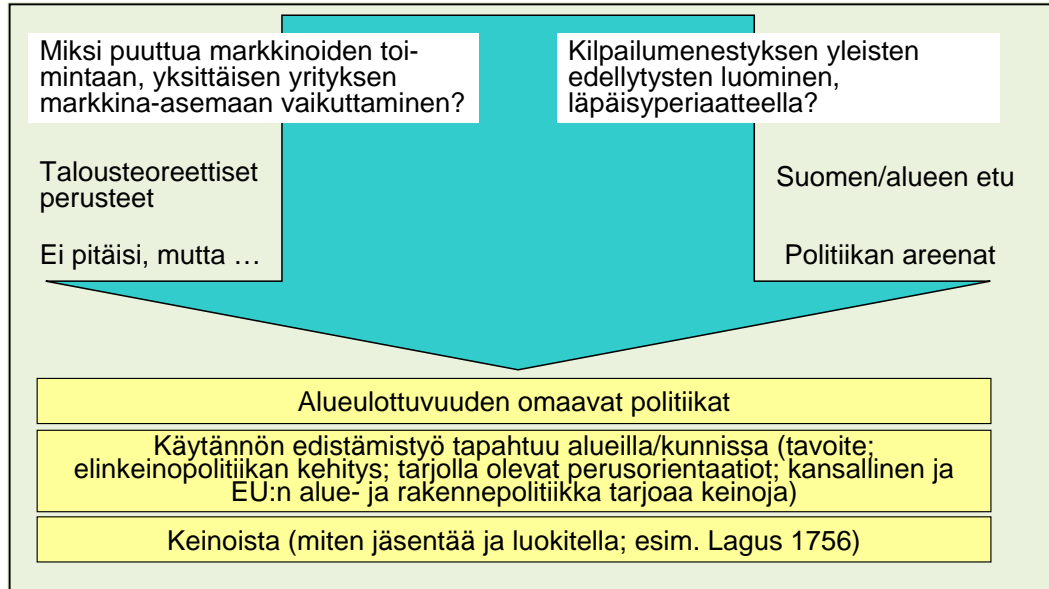 Miksi puuttua markkinoiden toi-
mintaan, yksittäisen yrityksen
markkina-asemaan vaikuttaminen?
Kilpailumenestyksen yleisten
edellytysten luominen,
läpäisyperiaatteella?
Talousteoreettiset
perusteet
Suomen/alueen etu
Ei pitäisi, mutta …
Politiikan areenat
Alueulottuvuuden omaavat politiikat
Käytännön edistämistyö tapahtuu alueilla/kunnissa (tavoite;
elinkeinopolitiikan kehitys; tarjolla olevat perusorientaatiot; kansallinen ja
EU:n alue- ja rakennepolitiikka tarjoaa keinoja)
Keinoista (miten jäsentää ja luokitella; esim. Lagus 1756)